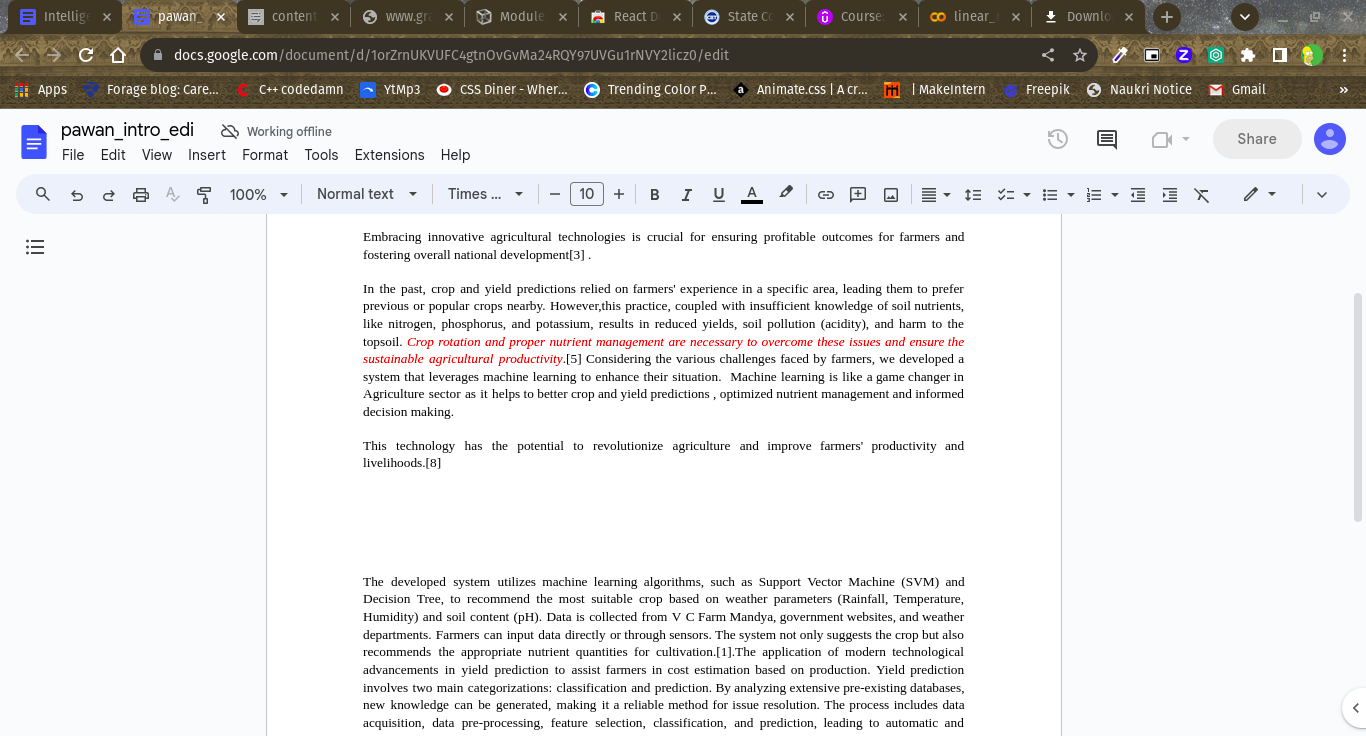 Intellige
pawan_
content
www.gra
Module
React D
State Co
Course
linear_
Downlo
docs.google.com/document/d/1orZrnUKVUFC4gtnOvGvMa24RQY97UVGu1rNVY2licz0/edit
Apps
Forage blog: Care...
C++ codedamn
YtMp3
CSS Diner - Wher...
Trending Color P...
Animate.css | A cr...
| MakeIntern
Freepik
Naukri Notice
Gmail
»
pawan_intro_edi
Working offline
File Edit View Insert Format Tools Extensions Help
Share
100% Normal text Times ... 10 B I U A
Embracing innovative agricultural technologies is crucial for ensuring profitable outcomes for farmers and
fostering overall national development[3] .
In the past, crop and yield predictions relied on farmers' experience in a specific area, leading them to prefer
previous or popular crops nearby. However,this practice, coupled with insufficient knowledge of soil nutrients,
like nitrogen, phosphorus, and potassium, results in reduced yields, soil pollution (acidity), and harm to the
topsoil. Crop rotation and proper nutrient management are necessary to overcome these issues and ensure the
sustainable agricultural productivity.[5] Considering the various challenges faced by farmers, we developed a
system that leverages machine learning to enhance their situation.  Machine learning is like a game changer in
Agriculture sector as it helps to better crop and yield predictions , optimized nutrient management and informed
decision making.
This technology has the potential to revolutionize agriculture and improve farmers' productivity and
livelihoods.[8]
The developed system utilizes machine learning algorithms, such as Support Vector Machine (SVM) and
Decision Tree, to recommend the most suitable crop based on weather parameters (Rainfall, Temperature,
Humidity) and soil content (pH). Data is collected from V C Farm Mandya, government websites, and weather
departments. Farmers can input data directly or through sensors. The system not only suggests the crop but also
recommends the appropriate nutrient quantities for cultivation.[1].The application of modern technological
advancements in yield prediction to assist farmers in cost estimation based on production. Yield prediction
involves two main categorizations: classification and prediction. By analyzing extensive pre-existing databases,
new knowledge can be generated, making it a reliable method for issue resolution. The process includes data
acquisition, data pre-processing, feature selection, classification, and prediction, leading to automatic and